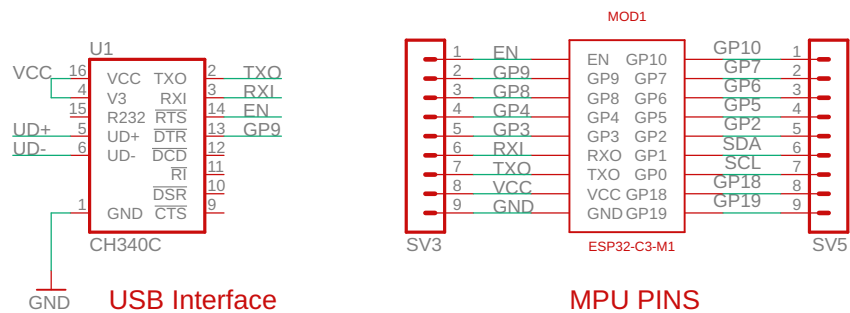 MOD1
U1
VCC 16 VCC TXO 2 TXO
4 V3 RXI 3 RXI
15 R232 RTS 14 EN
UD+ 5 UD+ DTR 13 GP9
UD- 6 UD- DCD 12
RI 11
DSR 10
1 GND CTS 9
CH340C
GND
USB Interface
1 EN EN GP10 GP10 1
2 GP9 GP9 GP7 GP7 2
3 GP8 GP8 GP6 GP6 3
4 GP4 GP4 GP5 GP5 4
5 GP3 GP3 GP2 GP2 5
6 RXI RXO GP1 SDA 6
7 TXO TXO GP0 SCL 7
8 VCC VCC GP18 GP18 8
9 GND GND GP19 GP19 9
SV3
ESP32-C3-M1
SV5
MPU PINS